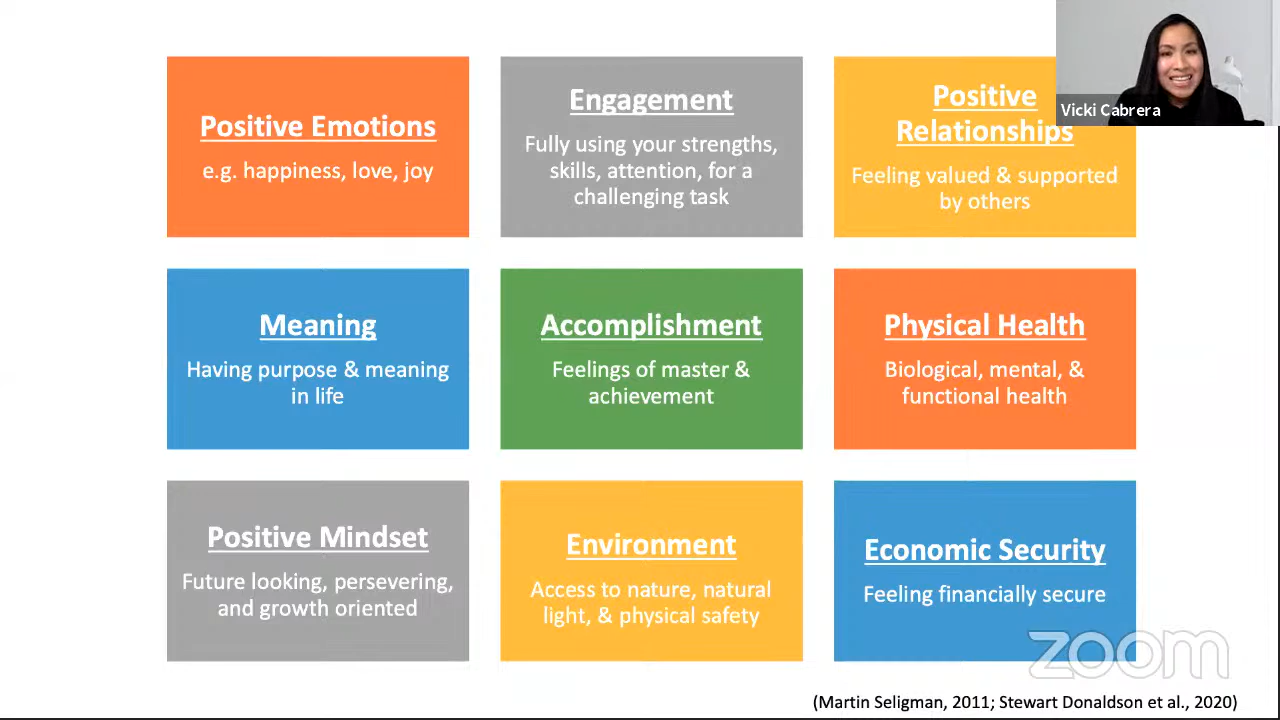 Positive Emotions
e.g. happiness, love, joy
Engagement
Fully using your strengths,
skills, attention, for a
challenging task
Positive
Relationships
Feeling valued & supported
by others
Vicki Cabrera
Meaning
Having purpose & meaning
in life
Accomplishment
Feelings of master &
achievement
Physical Health
Biological, mental, &
functional health
Positive Mindset
Future looking, persevering,
and growth oriented
Environment
Access to nature, natural
light, & physical safety
Economic Security
Feeling financially secure
zoom
(Martin Seligman, 2011; Stewart Donaldson et al., 2020)